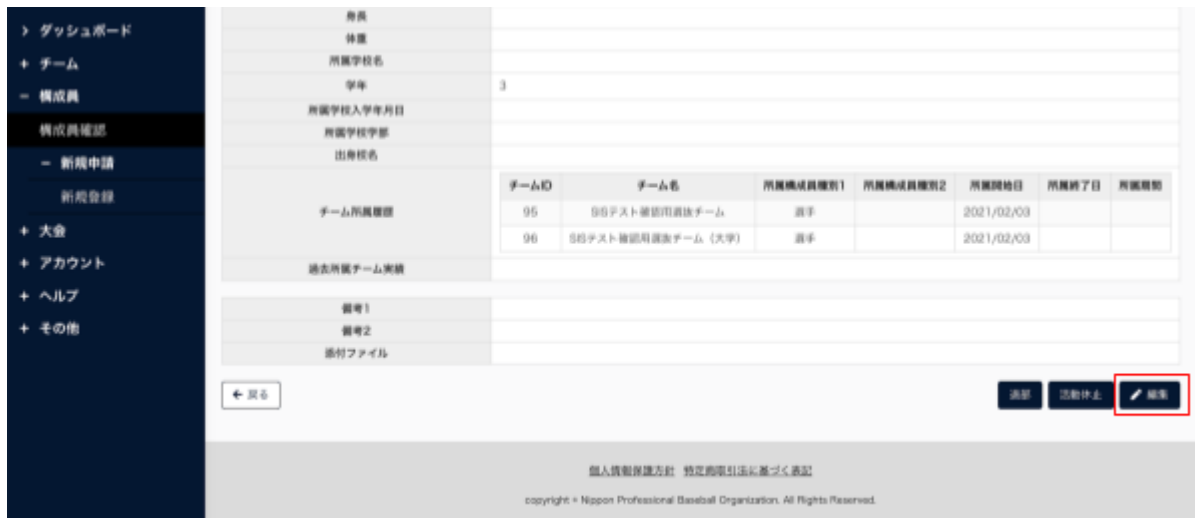 > ダッシュボード
+ チーム
− 構成員
構成員確認
− 新規申請
新規登録
+ 大会
+ アカウント
+ ヘルプ
+ その他
身長
体重
所属学校名
学年 3
所属学校入学年月日
所属学校学部
出身校名
チーム所属履歴
チームID チーム名 所属構成員種別1 所属構成員種別2 所属開始日 所属終了日 所属期間
95 SISテスト確認用選抜チーム 選手 2021/02/03
96 SISテスト確認用選抜チーム（大学） 選手 2021/02/03
過去所属チーム実績
備考1
備考2
添付ファイル
← 戻る
退部 活動休止 編集
個人情報保護方針 特定商取引法に基づく表記
copyright © Nippon Professional Baseball Organization. All Rights Reserved.